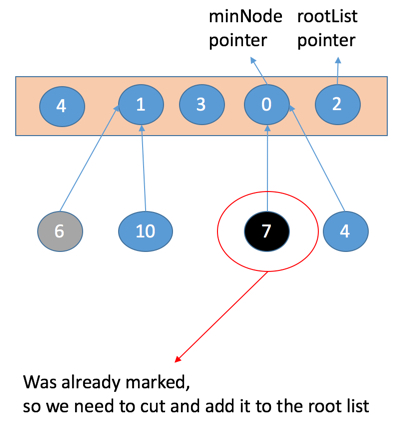 minNode rootList
pointer pointer
4 1 3 0 2
6 10 7 4
Was already marked,
so we need to cut and add it to the root list